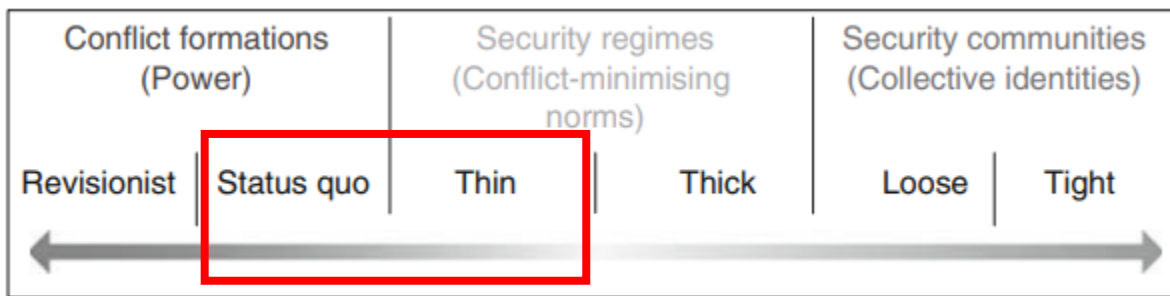 Conflict formations
(Power)
Security regimes
(Conflict-minimising
norms)
Security communities
(Collective identities)
Revisionist
Status quo
Thin
Thick
Loose
Tight